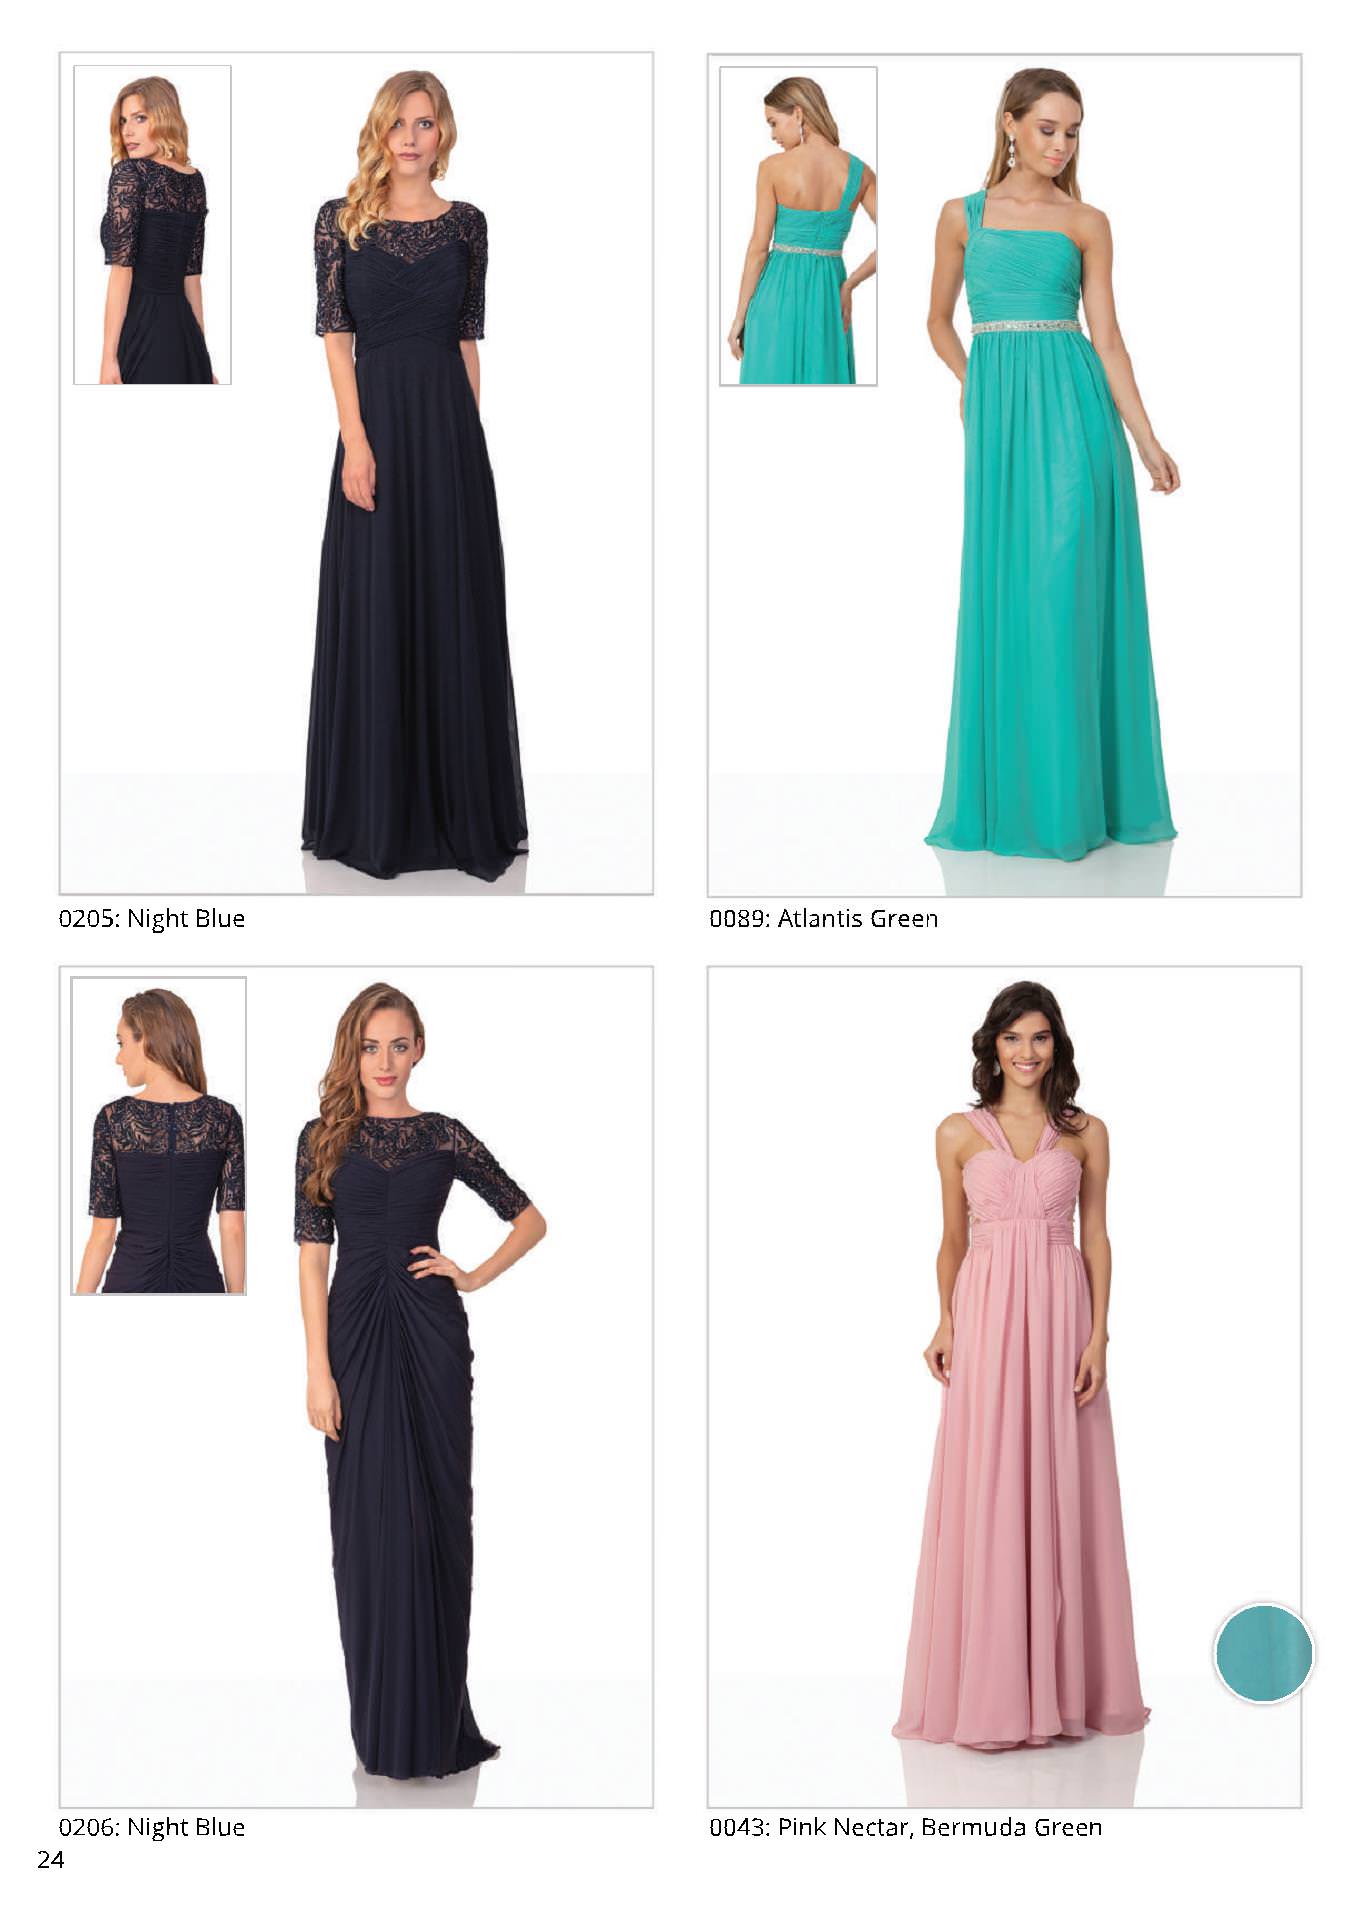 0205: Night Blue
0089: Atlantis Green
0206: Night Blue
0043: Pink Nectar, Bermuda Green
24